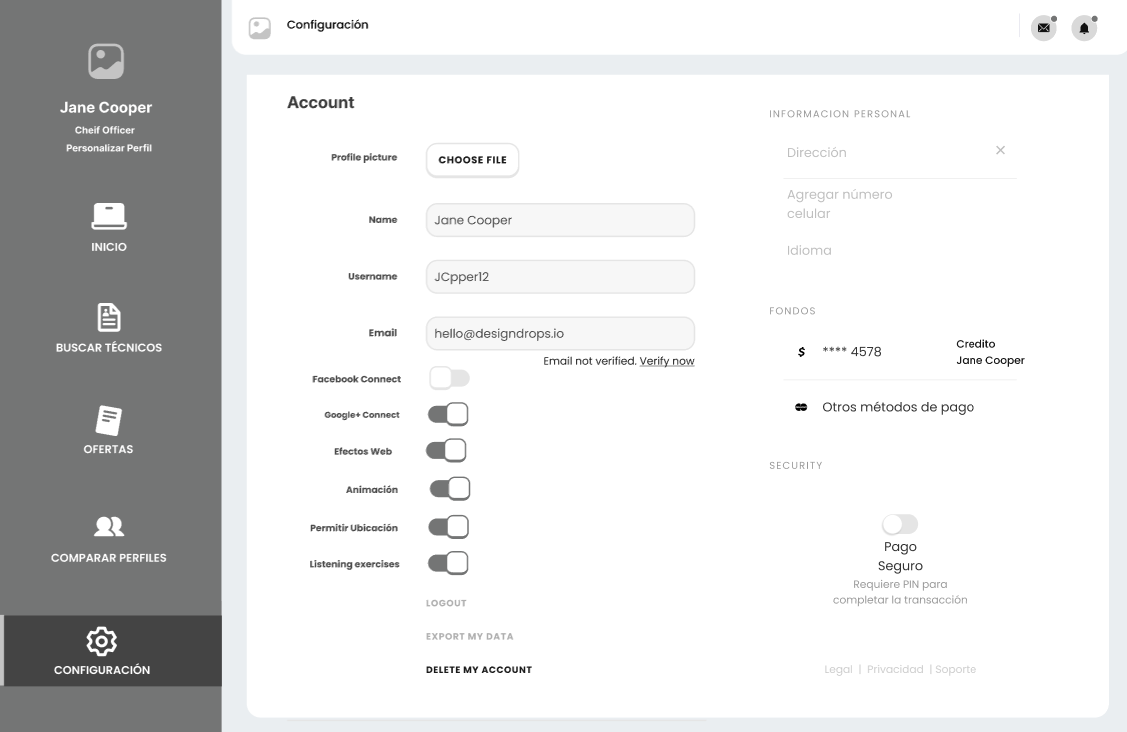 Jane Cooper
Cheif Officer
Personalizar Perfil
INICIO
BUSCAR TÉCNICOS
OFERTAS
COMPARAR PERFILES
CONFIGURACIÓN
Configuración
Account
Profile picture
CHOOSE FILE
Name
Jane Cooper
Username
JCpper12
Email
hello@designdrops.io
Email not verified. Verify now
Facebook Connect
Google+ Connect
Efectos Web
Animación
Permitir Ubicación
Listening exercises
LOGOUT
EXPORT MY DATA
DELETE MY ACCOUNT
INFORMACION PERSONAL
Dirección
Agregar número
celular
Idioma
FONDOS
$ **** 4578
Credito
Jane Cooper
Otros métodos de pago
SECURITY
Pago
Seguro
Requiere PIN para
completar la transacción
Legal | Privacidad | Soporte